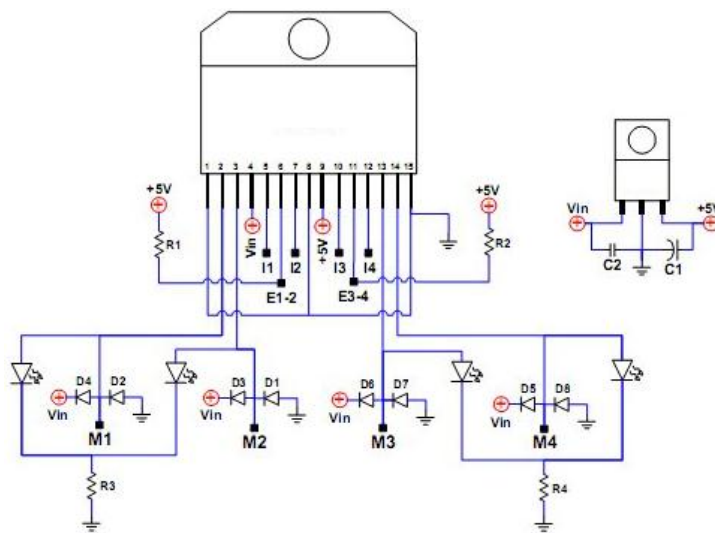 1 2 3 4 5 6 7 8 9 10 11 12 13 14 15
+5V
R1
Vin
+5V
+5V
R2
I1
I2
I3
I4
E1-2
E3-4
Vin
+5V
C2
C1
D4
D2
Vin
M1
D3
D1
Vin
M2
D6
D7
Vin
M3
D5
D8
Vin
M4
R3
R4